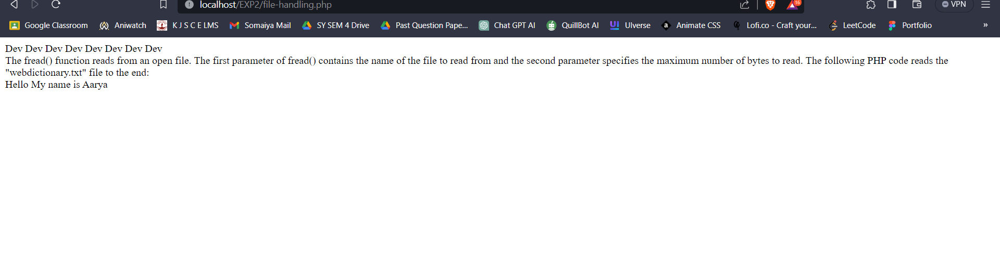 localhost/EXP2/file-handling.php
16
VPN
Google Classroom Aniwatch K J S C E LMS Somaiya Mail SY SEM 4 Drive Past Question Pape... Chat GPT AI QuillBot AI UIverse Animate CSS Lofi.co - Craft your... LeetCode Portfolio »
Dev Dev Dev Dev Dev Dev Dev Dev
The fread() function reads from an open file. The first parameter of fread() contains the name of the file to read from and the second parameter specifies the maximum number of bytes to read. The following PHP code reads the
"webdictionary.txt" file to the end:
Hello My name is Aarya